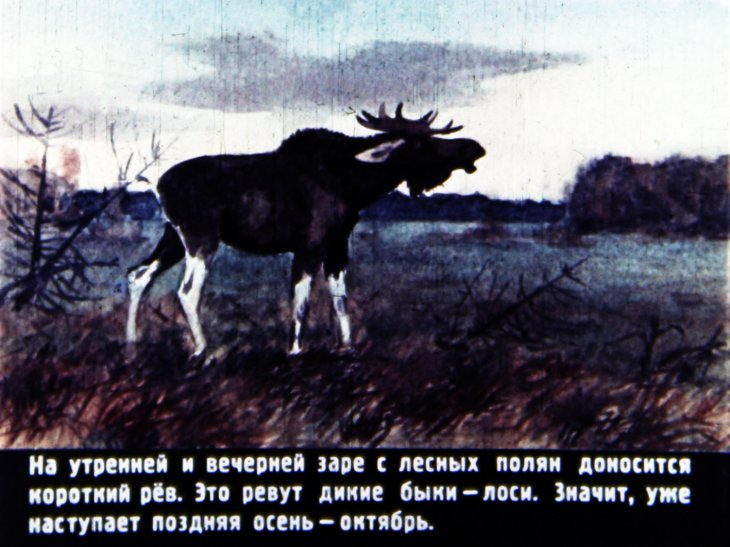 На утренней и вечерней заре с лесных полян доносится
короткий рёв. Это ревут дикие быки – лоси. Значит, уже
наступает поздняя осень – октябрь.